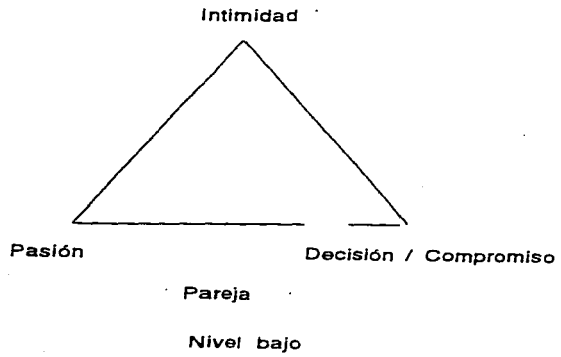 Intimidad
Pasión
Decisión / Compromiso
Pareja
Nivel bajo